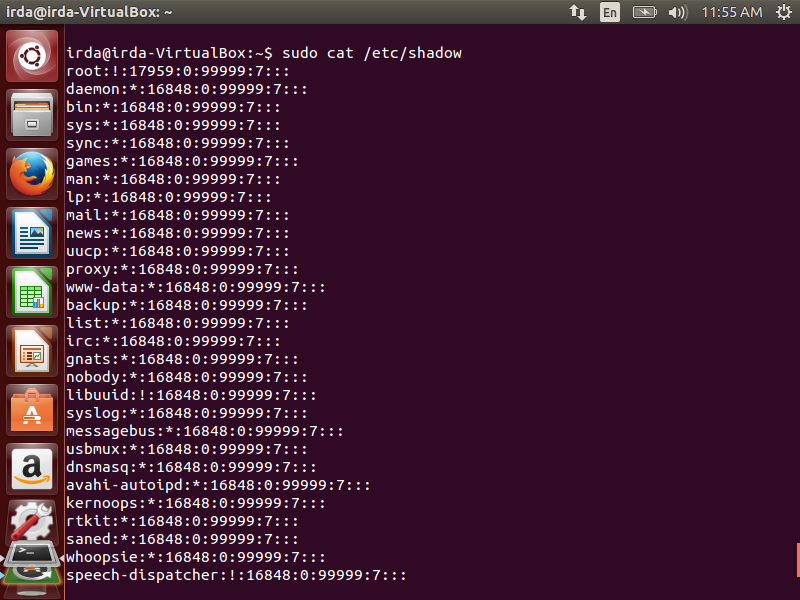 irda@irda-VirtualBox: ~
En
11:55 AM
irda@irda-VirtualBox:~$ sudo cat /etc/shadow
root:!:17959:0:99999:7:::
daemon:*:16848:0:99999:7:::
bin:*:16848:0:99999:7:::
sys:*:16848:0:99999:7:::
sync:*:16848:0:99999:7:::
games:*:16848:0:99999:7:::
man:*:16848:0:99999:7:::
lp:*:16848:0:99999:7:::
mail:*:16848:0:99999:7:::
news:*:16848:0:99999:7:::
uucp:*:16848:0:99999:7:::
proxy:*:16848:0:99999:7:::
www-data:*:16848:0:99999:7:::
backup:*:16848:0:99999:7:::
list:*:16848:0:99999:7:::
irc:*:16848:0:99999:7:::
gnats:*:16848:0:99999:7:::
nobody:*:16848:0:99999:7:::
libuuid:!:16848:0:99999:7:::
syslog:*:16848:0:99999:7:::
messagebus:*:16848:0:99999:7:::
usbmux:*:16848:0:99999:7:::
dnsmasq:*:16848:0:99999:7:::
avahi-autoipd:*:16848:0:99999:7:::
kernoops:*:16848:0:99999:7:::
rtkit:*:16848:0:99999:7:::
saned:*:16848:0:99999:7:::
whoopsie:*:16848:0:99999:7:::
speech-dispatcher:!:16848:0:99999:7:::